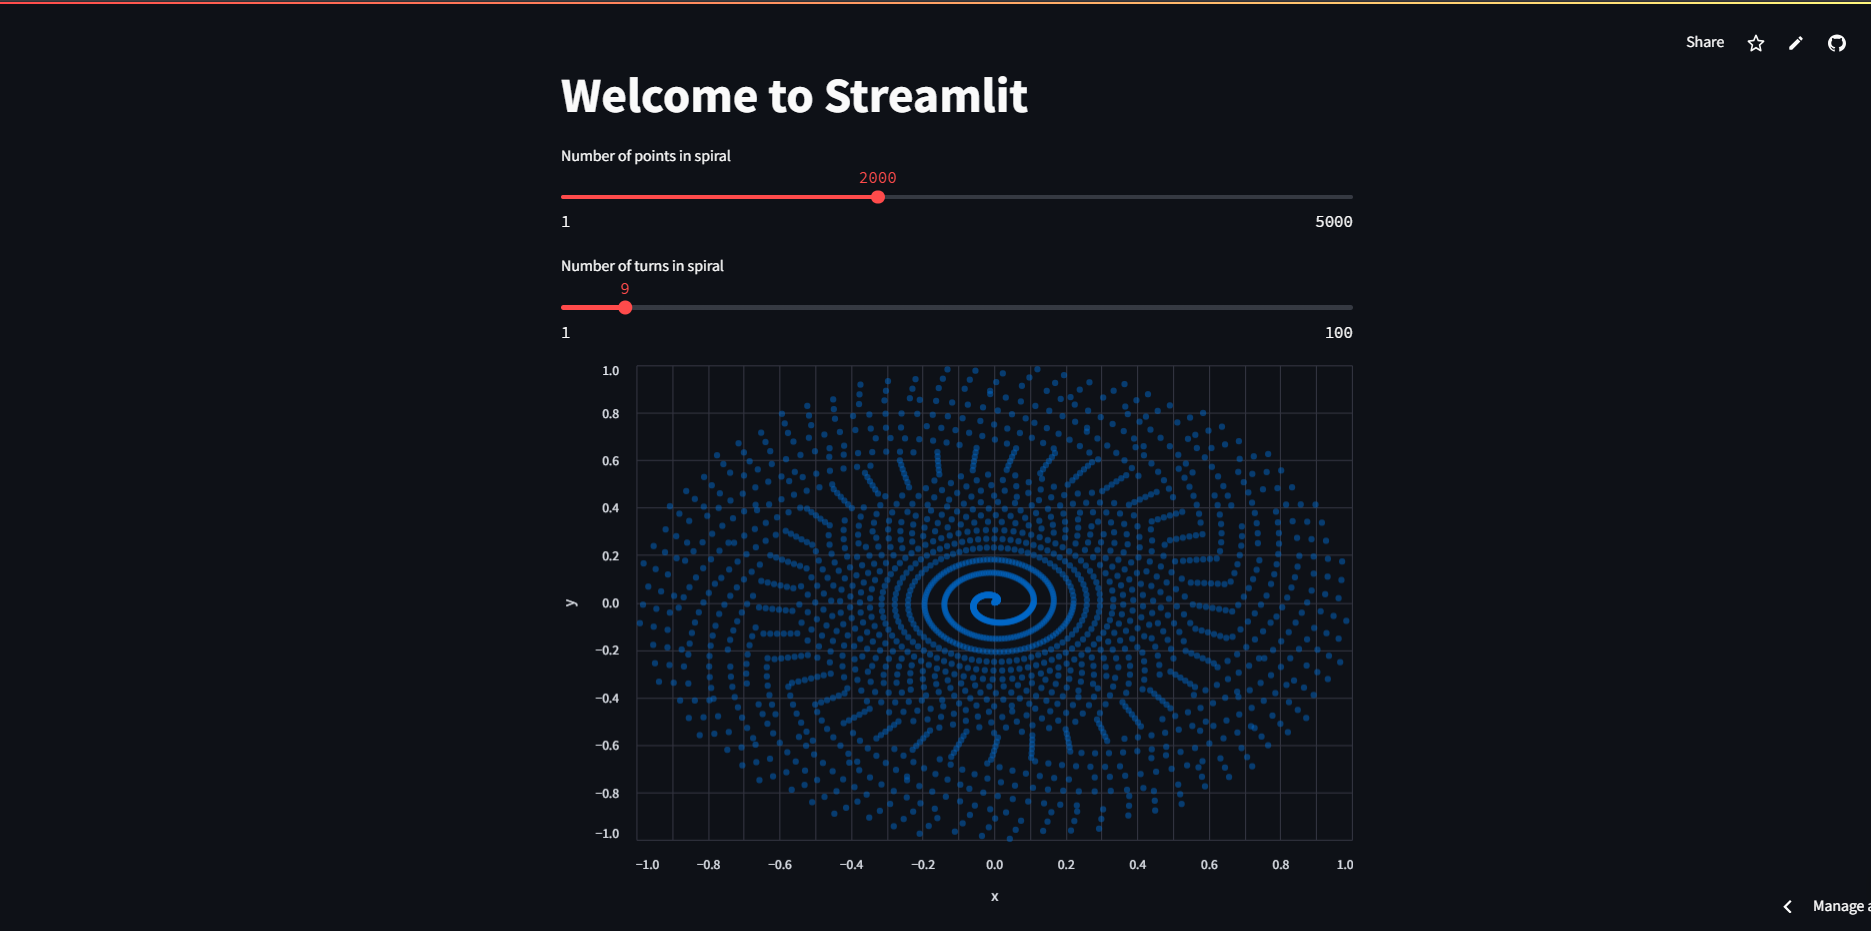 Share
Welcome to Streamlit
Number of points in spiral
2000
1 5000
Number of turns in spiral
9
1 100
1.0
0.8
0.6
0.4
0.2
0.0
−0.2
−0.4
−0.6
−0.8
−1.0
y
−1.0 −0.8 −0.6 −0.4 −0.2 0.0 0.2 0.4 0.6 0.8 1.0
x
Manage a